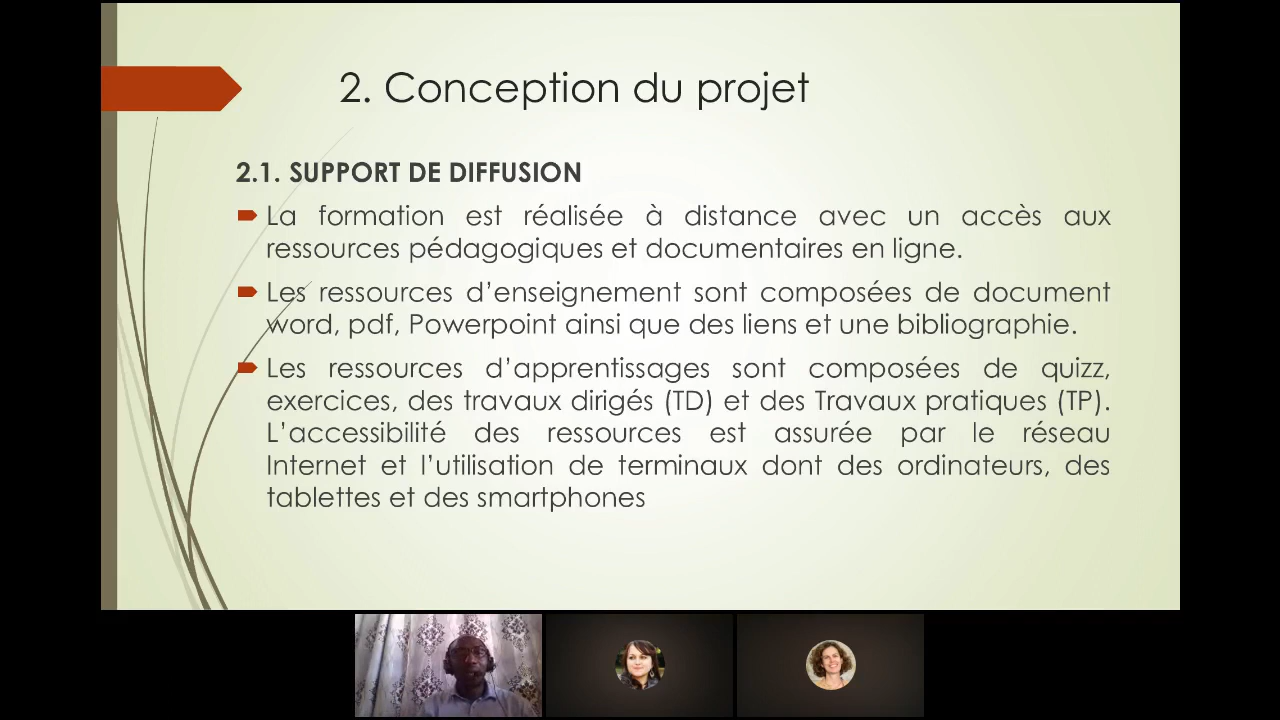 2. Conception du projet
2.1. SUPPORT DE DIFFUSION
La formation est réalisée à distance avec un accès aux
ressources pédagogiques et documentaires en ligne.
Les ressources d’enseignement sont composées de document
word, pdf, Powerpoint ainsi que des liens et une bibliographie.
Les ressources d’apprentissages sont composées de quizz,
exercices, des travaux dirigés (TD) et des Travaux pratiques (TP).
L’accessibilité des ressources est assurée par le réseau
Internet et l’utilisation de terminaux dont des ordinateurs, des
tablettes et des smartphones